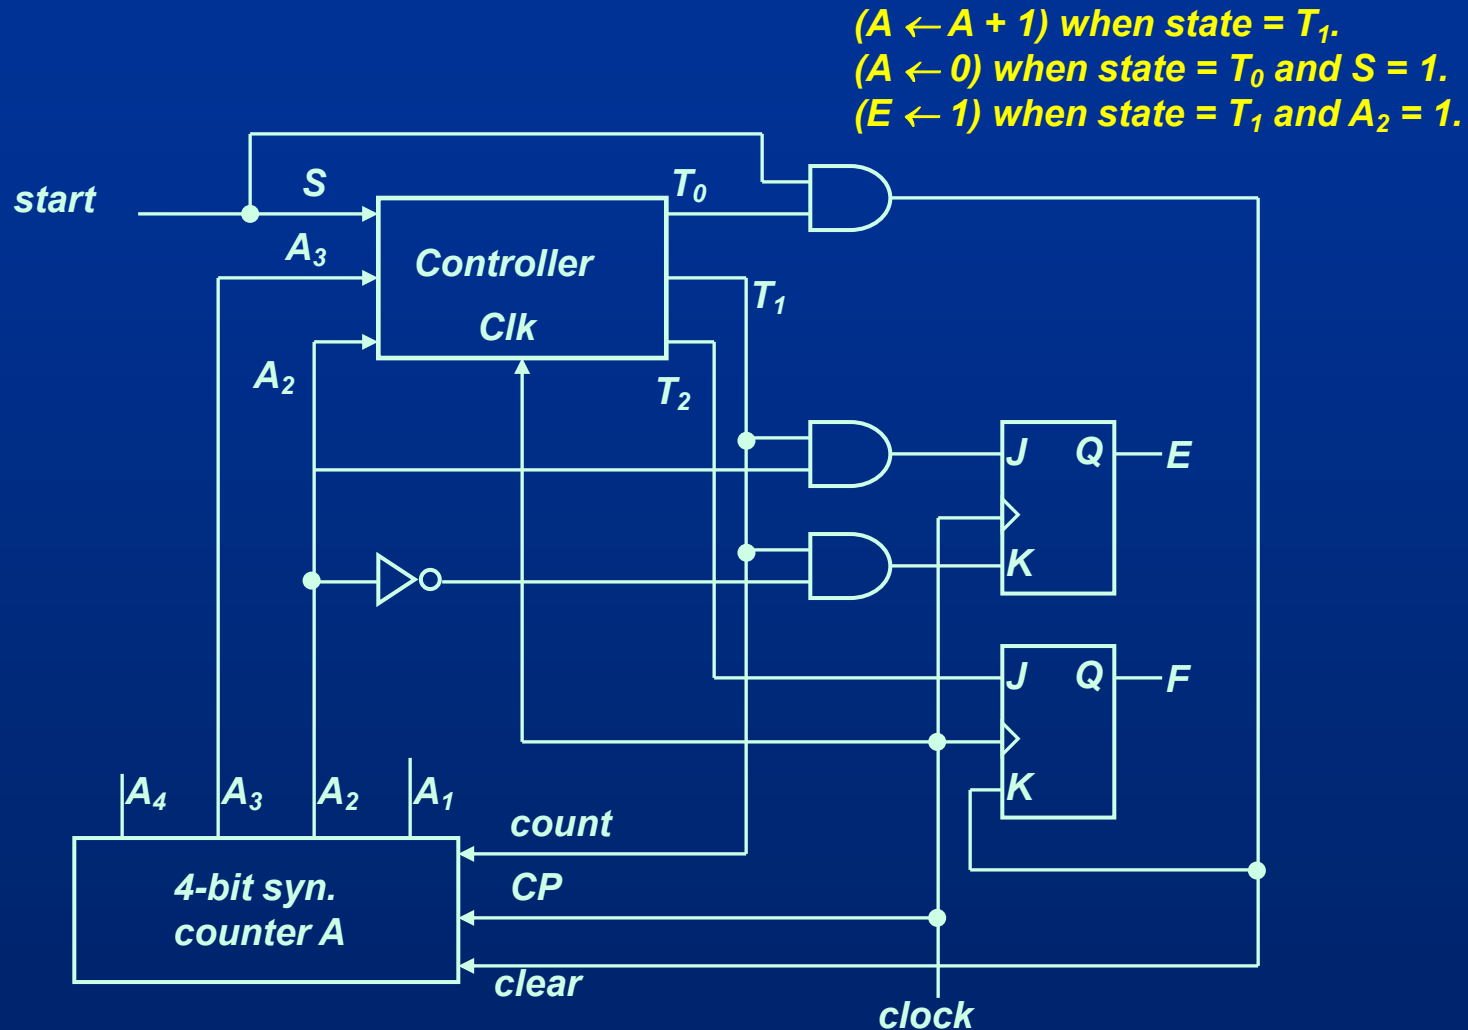 (A ← A + 1) when state = T₁.
(A ← 0) when state = T₀ and S = 1.
(E ← 1) when state = T₁ and A₂ = 1.
start
S
T₀
A₃
Controller
T₁
Clk
A₂
T₂
J Q E
K
J Q F
K
A₄ A₃ A₂ A₁
count
4-bit syn.
counter A
CP
clear
clock